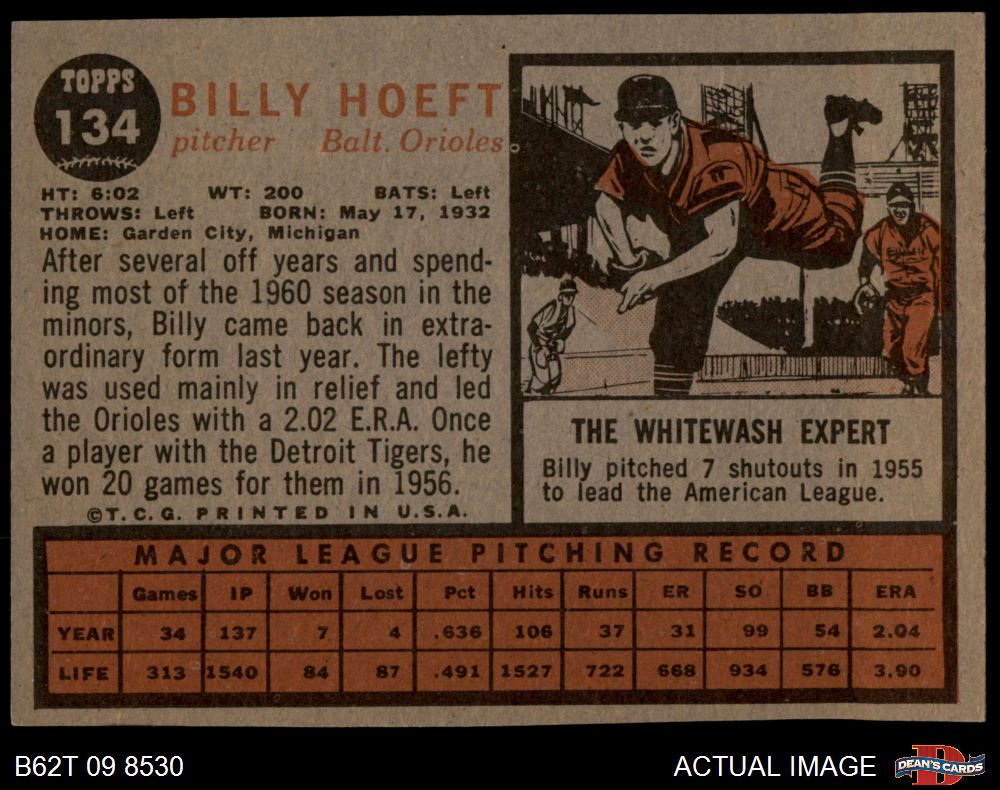 TOPPS
134
BILLY HOEFT
pitcher Balt. Orioles
HT: 6:02 WT: 200 BATS: Left
THROWS: Left BORN: May 17, 1932
HOME: Garden City, Michigan
After several off years and spend-
ing most of the 1960 season in the
minors, Billy came back in extra-
ordinary form last year. The lefty
was used mainly in relief and led
the Orioles with a 2.02 E.R.A. Once
a player with the Detroit Tigers, he
won 20 games for them in 1956.
©T.C.G. PRINTED IN U.S.A.
THE WHITEWASH EXPERT
Billy pitched 7 shutouts in 1955
to lead the American League.
MAJOR LEAGUE PITCHING RECORD
Games IP Won Lost Pct Hits Runs ER SO BB ERA
YEAR 34 137 7 4 .636 106 37 31 99 54 2.04
LIFE 313 1540 84 87 .491 1527 722 668 934 576 3.90
B62T 09 8530 ACTUAL IMAGE DEAN'S CARDS